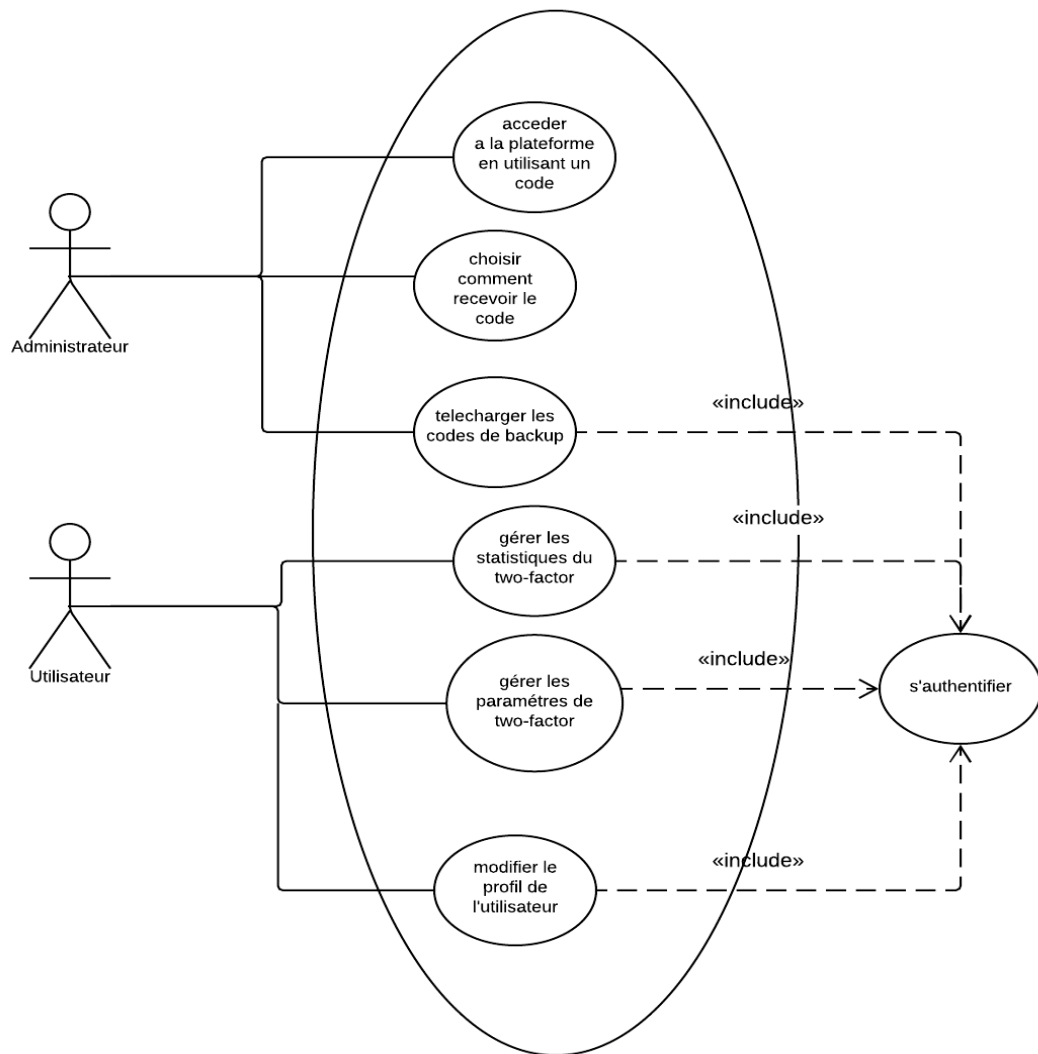 acceder
a la plateforme
en utilisant un
code
choisir
comment
recevoir le
code
Administrateur
«include»
telecharger les
codes de backup
«include»
gérer les
statistiques du
two-factor
Utilisateur
«include»
gérer les
paramétres de
two-factor
s'authentifier
«include»
modifier le
profil de
l'utilisateur